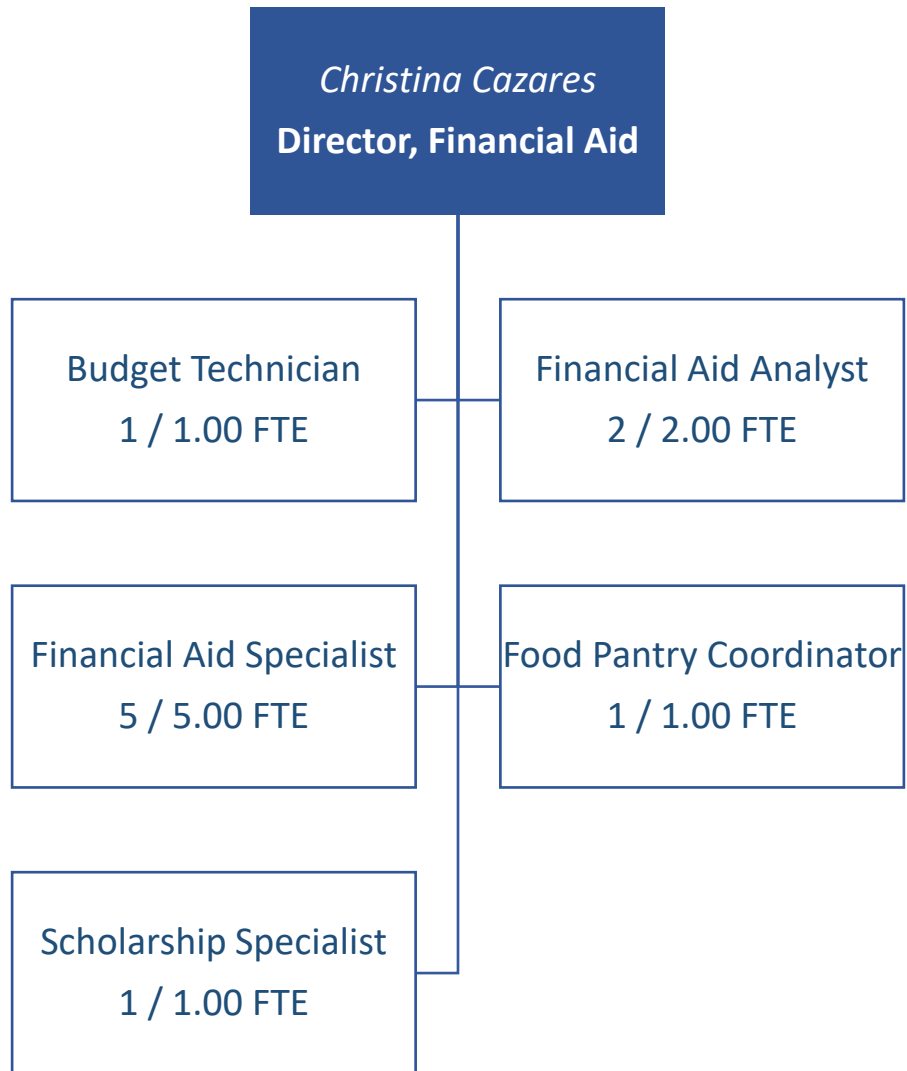 Christina Cazares
Director, Financial Aid
Budget Technician
1 / 1.00 FTE
Financial Aid Analyst
2 / 2.00 FTE
Financial Aid Specialist
5 / 5.00 FTE
Food Pantry Coordinator
1 / 1.00 FTE
Scholarship Specialist
1 / 1.00 FTE